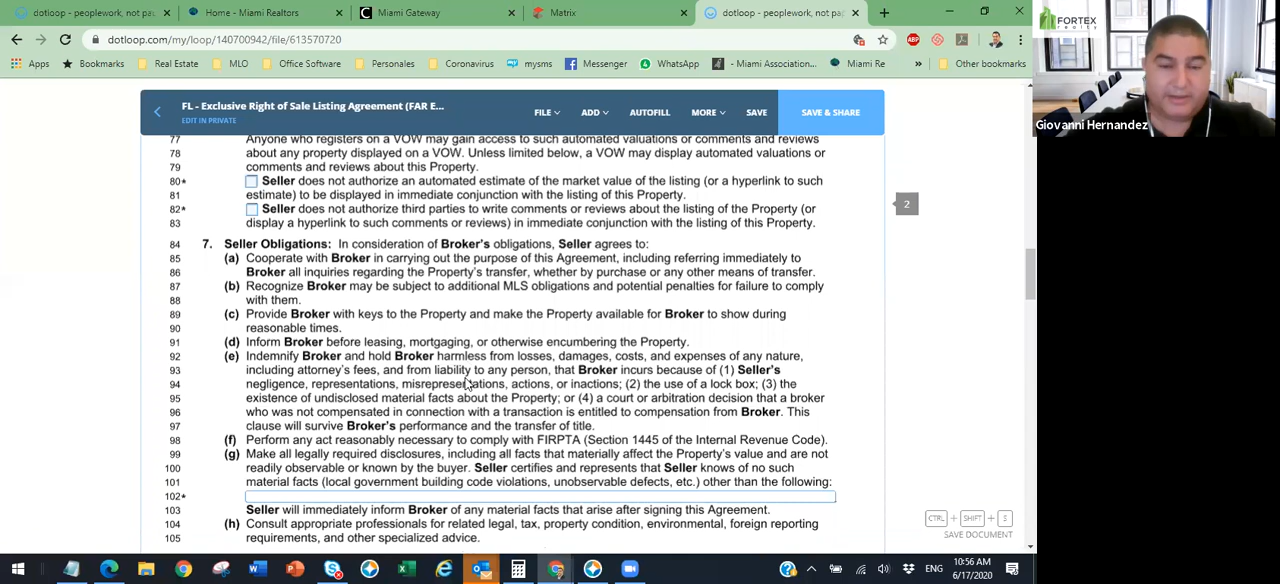 dotloop - peoplework, not pa
Home - Miami Realtors
Miami Gateway
Matrix
dotloop - peoplework, not pap
dotloop.com/my/loop/140700942/file/613570720
Apps
Bookmarks
Real Estate
MLO
Office Software
Personales
Coronavirus
mysms
Messenger
WhatsApp
- Miami Association...
Miami Re
»
Other bookmarks
FORTEX
realty
Giovanni Hernandez
FL - Exclusive Right of Sale Listing Agreement (FAR E...
EDIT IN PRIVATE
FILE
ADD
AUTOFILL
MORE
SAVE
SAVE & SHARE
77 Anyone who registers on a VOW may gain access to such automated valuations or comments and reviews
78 about any property displayed on a VOW. Unless limited below, a VOW may display automated valuations or
79 comments and reviews about this Property.
80* Seller does not authorize an automated estimate of the market value of the listing (or a hyperlink to such
81 estimate) to be displayed in immediate conjunction with the listing of this Property.
82* Seller does not authorize third parties to write comments or reviews about the listing of the Property (or
83 display a hyperlink to such comments or reviews) in immediate conjunction with the listing of this Property.
2
84 7. Seller Obligations: In consideration of Broker's obligations, Seller agrees to:
85 (a) Cooperate with Broker in carrying out the purpose of this Agreement, including referring immediately to
86 Broker all inquiries regarding the Property's transfer, whether by purchase or any other means of transfer.
87 (b) Recognize Broker may be subject to additional MLS obligations and potential penalties for failure to comply
88 with them.
89 (c) Provide Broker with keys to the Property and make the Property available for Broker to show during
90 reasonable times.
91 (d) Inform Broker before leasing, mortgaging, or otherwise encumbering the Property.
92 (e) Indemnify Broker and hold Broker harmless from losses, damages, costs, and expenses of any nature,
93 including attorney's fees, and from liability to any person, that Broker incurs because of (1) Seller's
94 negligence, representations, misrepresentations, actions, or inactions; (2) the use of a lock box; (3) the
95 existence of undisclosed material facts about the Property; or (4) a court or arbitration decision that a broker
96 who was not compensated in connection with a transaction is entitled to compensation from Broker. This
97 clause will survive Broker's performance and the transfer of title.
98 (f) Perform any act reasonably necessary to comply with FIRPTA (Section 1445 of the Internal Revenue Code).
99 (g) Make all legally required disclosures, including all facts that materially affect the Property's value and are not
100 readily observable or known by the buyer. Seller certifies and represents that Seller knows of no such
101 material facts (local government building code violations, unobservable defects, etc.) other than the following:
102*
103 Seller will immediately inform Broker of any material facts that arise after signing this Agreement.
104 (h) Consult appropriate professionals for related legal, tax, property condition, environmental, foreign reporting
105 requirements, and other specialized advice.
CTRL + SHIFT + S
SAVE DOCUMENT
ENG
10:56 AM
6/17/2020